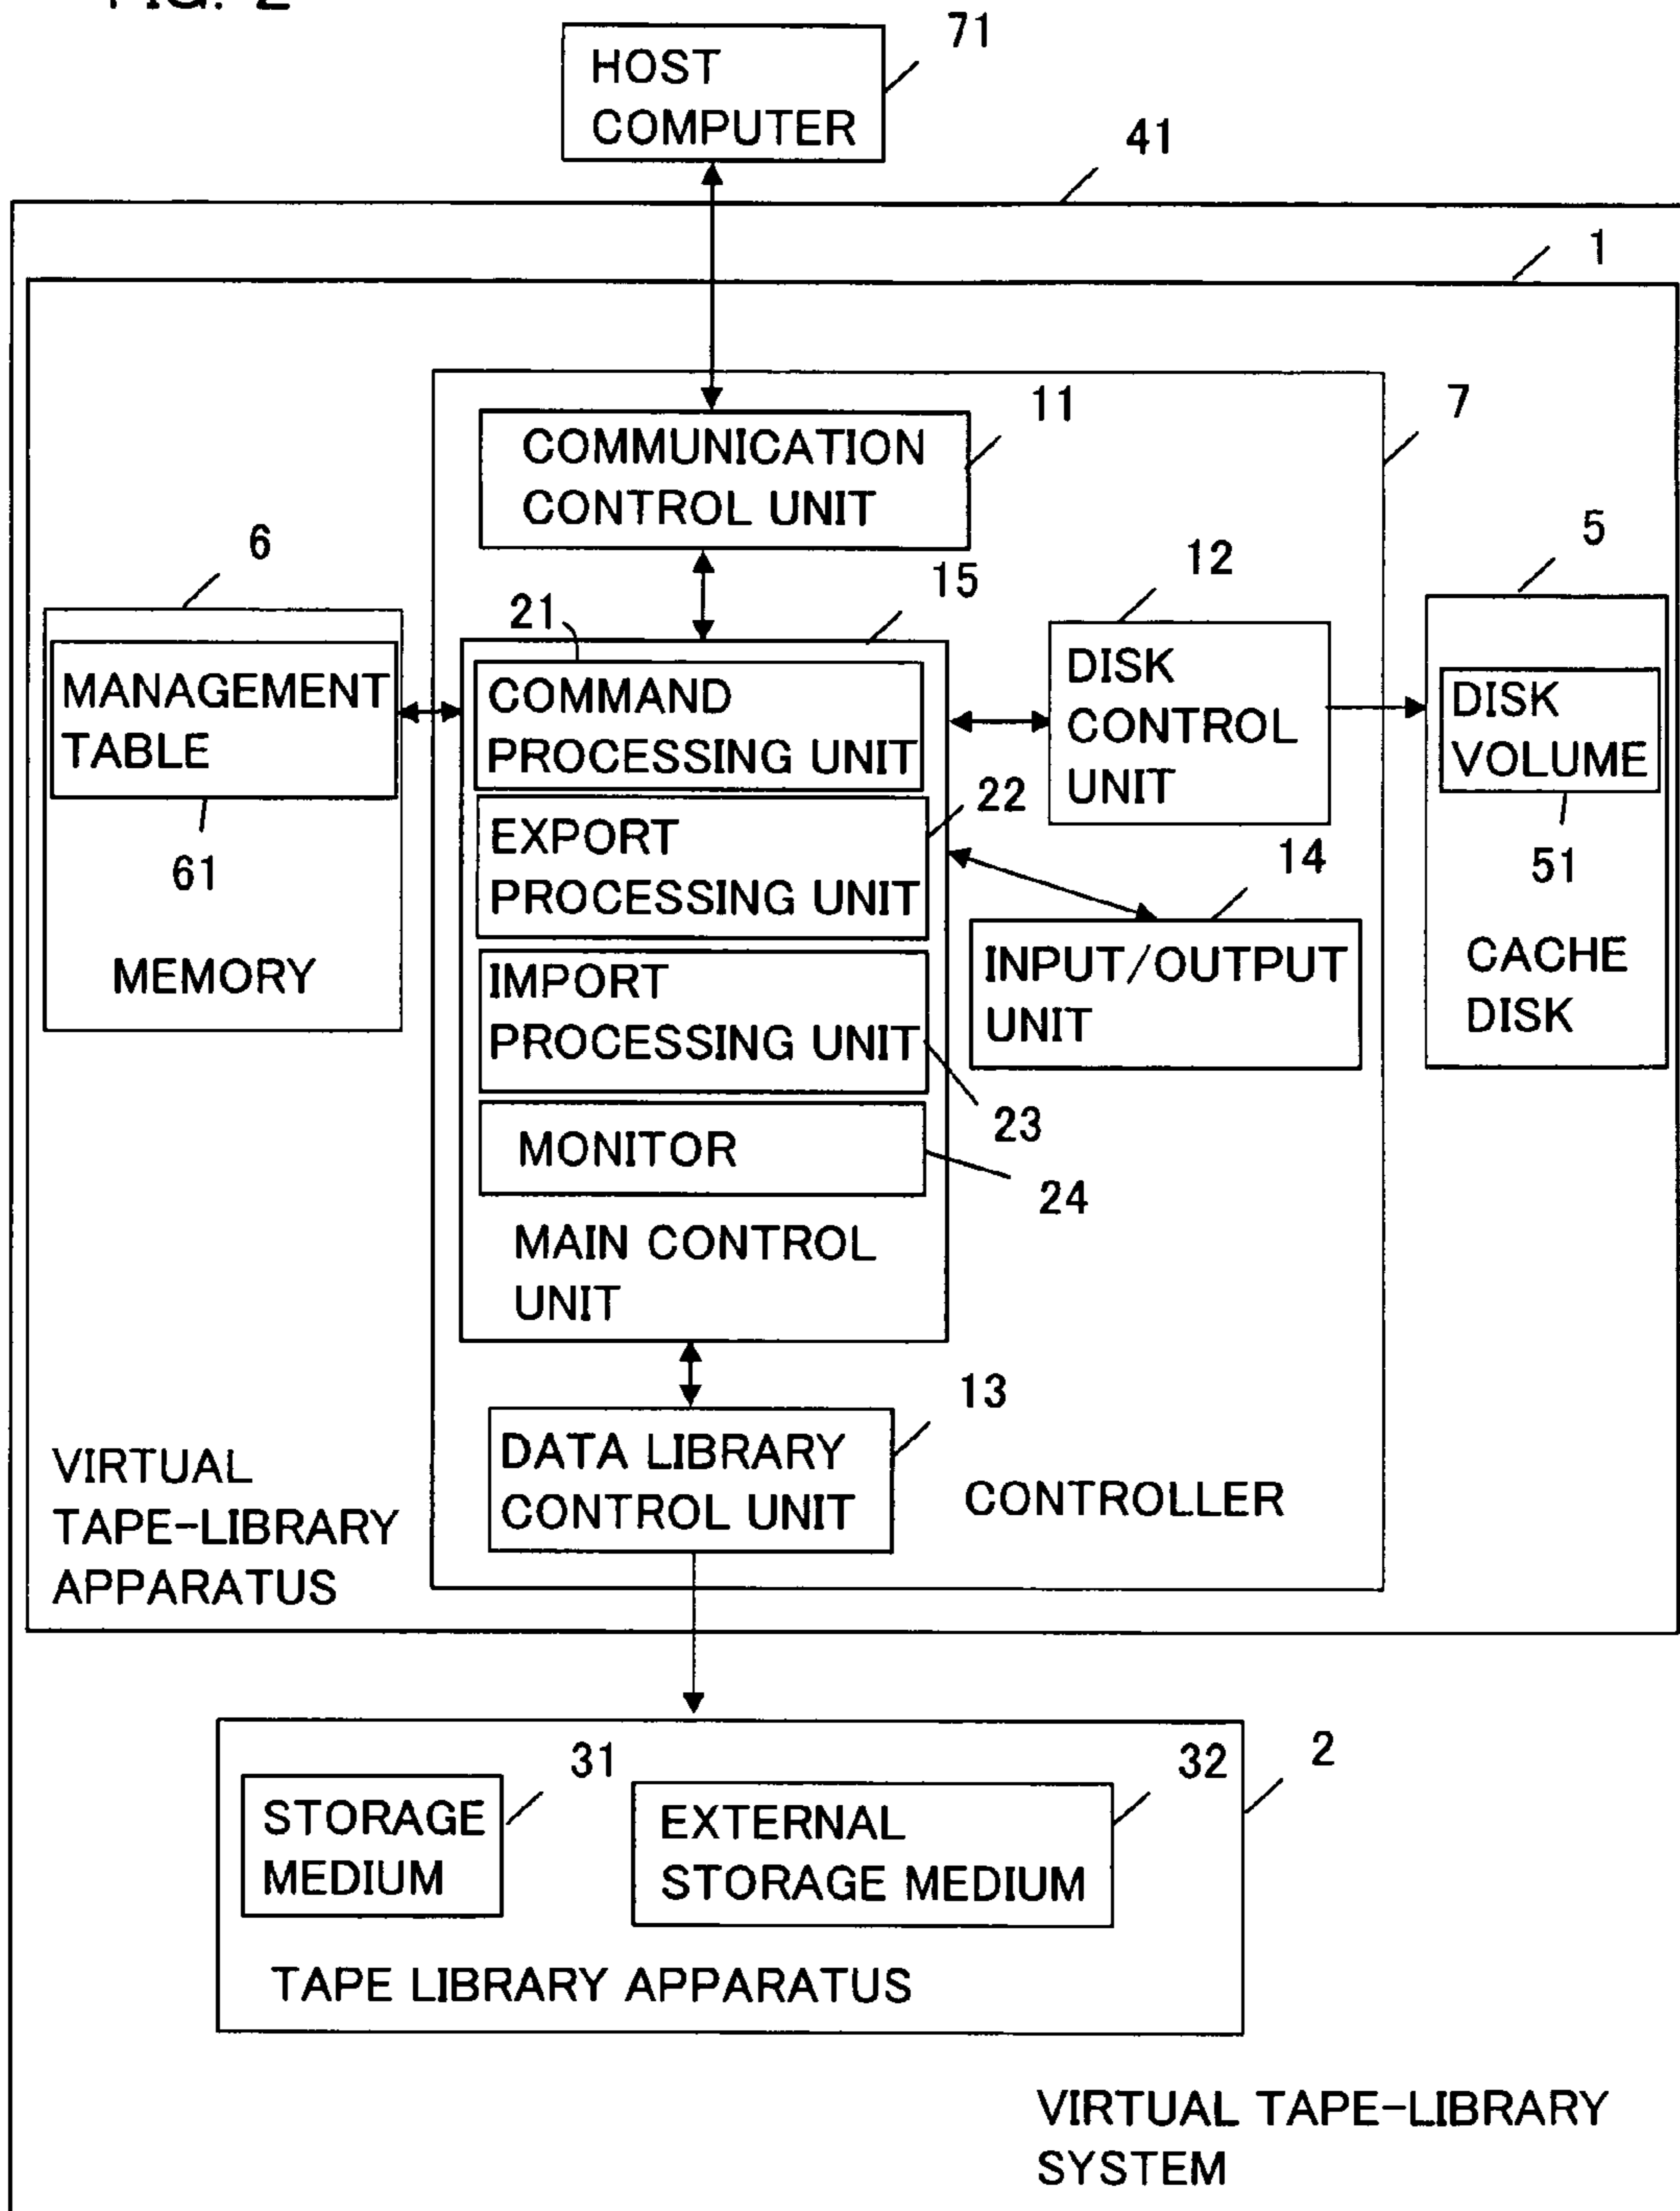 FIG. 2
71
HOST
COMPUTER
41
1
11
7
COMMUNICATION
CONTROL UNIT
6
5
12
15
21
MANAGEMENT
TABLE
COMMAND
PROCESSING UNIT
DISK
CONTROL
UNIT
DISK
VOLUME
61
22
51
EXPORT
PROCESSING UNIT
14
MEMORY
IMPORT
PROCESSING UNIT
INPUT/OUTPUT
UNIT
CACHE
DISK
23
MONITOR
24
MAIN CONTROL
UNIT
13
DATA LIBRARY
CONTROL UNIT
CONTROLLER
VIRTUAL
TAPE-LIBRARY
APPARATUS
31
32
2
STORAGE
MEDIUM
EXTERNAL
STORAGE MEDIUM
TAPE LIBRARY APPARATUS
VIRTUAL TAPE-LIBRARY
SYSTEM